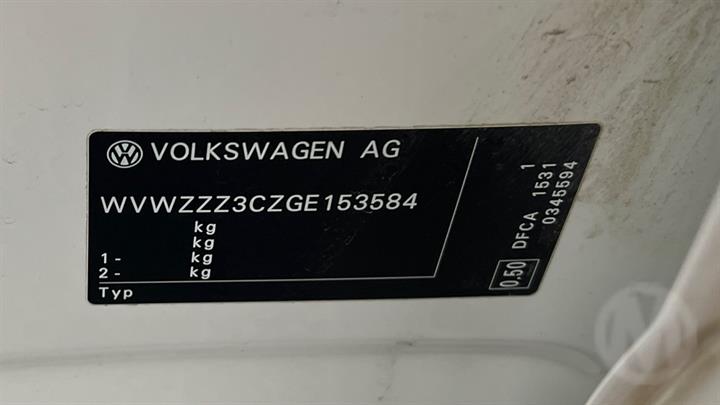 VOLKSWAGEN AG
WVWZZZ3CZGE153584
kg
kg
1- kg
2- kg
Typ
0,50 DFCA 1531 1
0345594